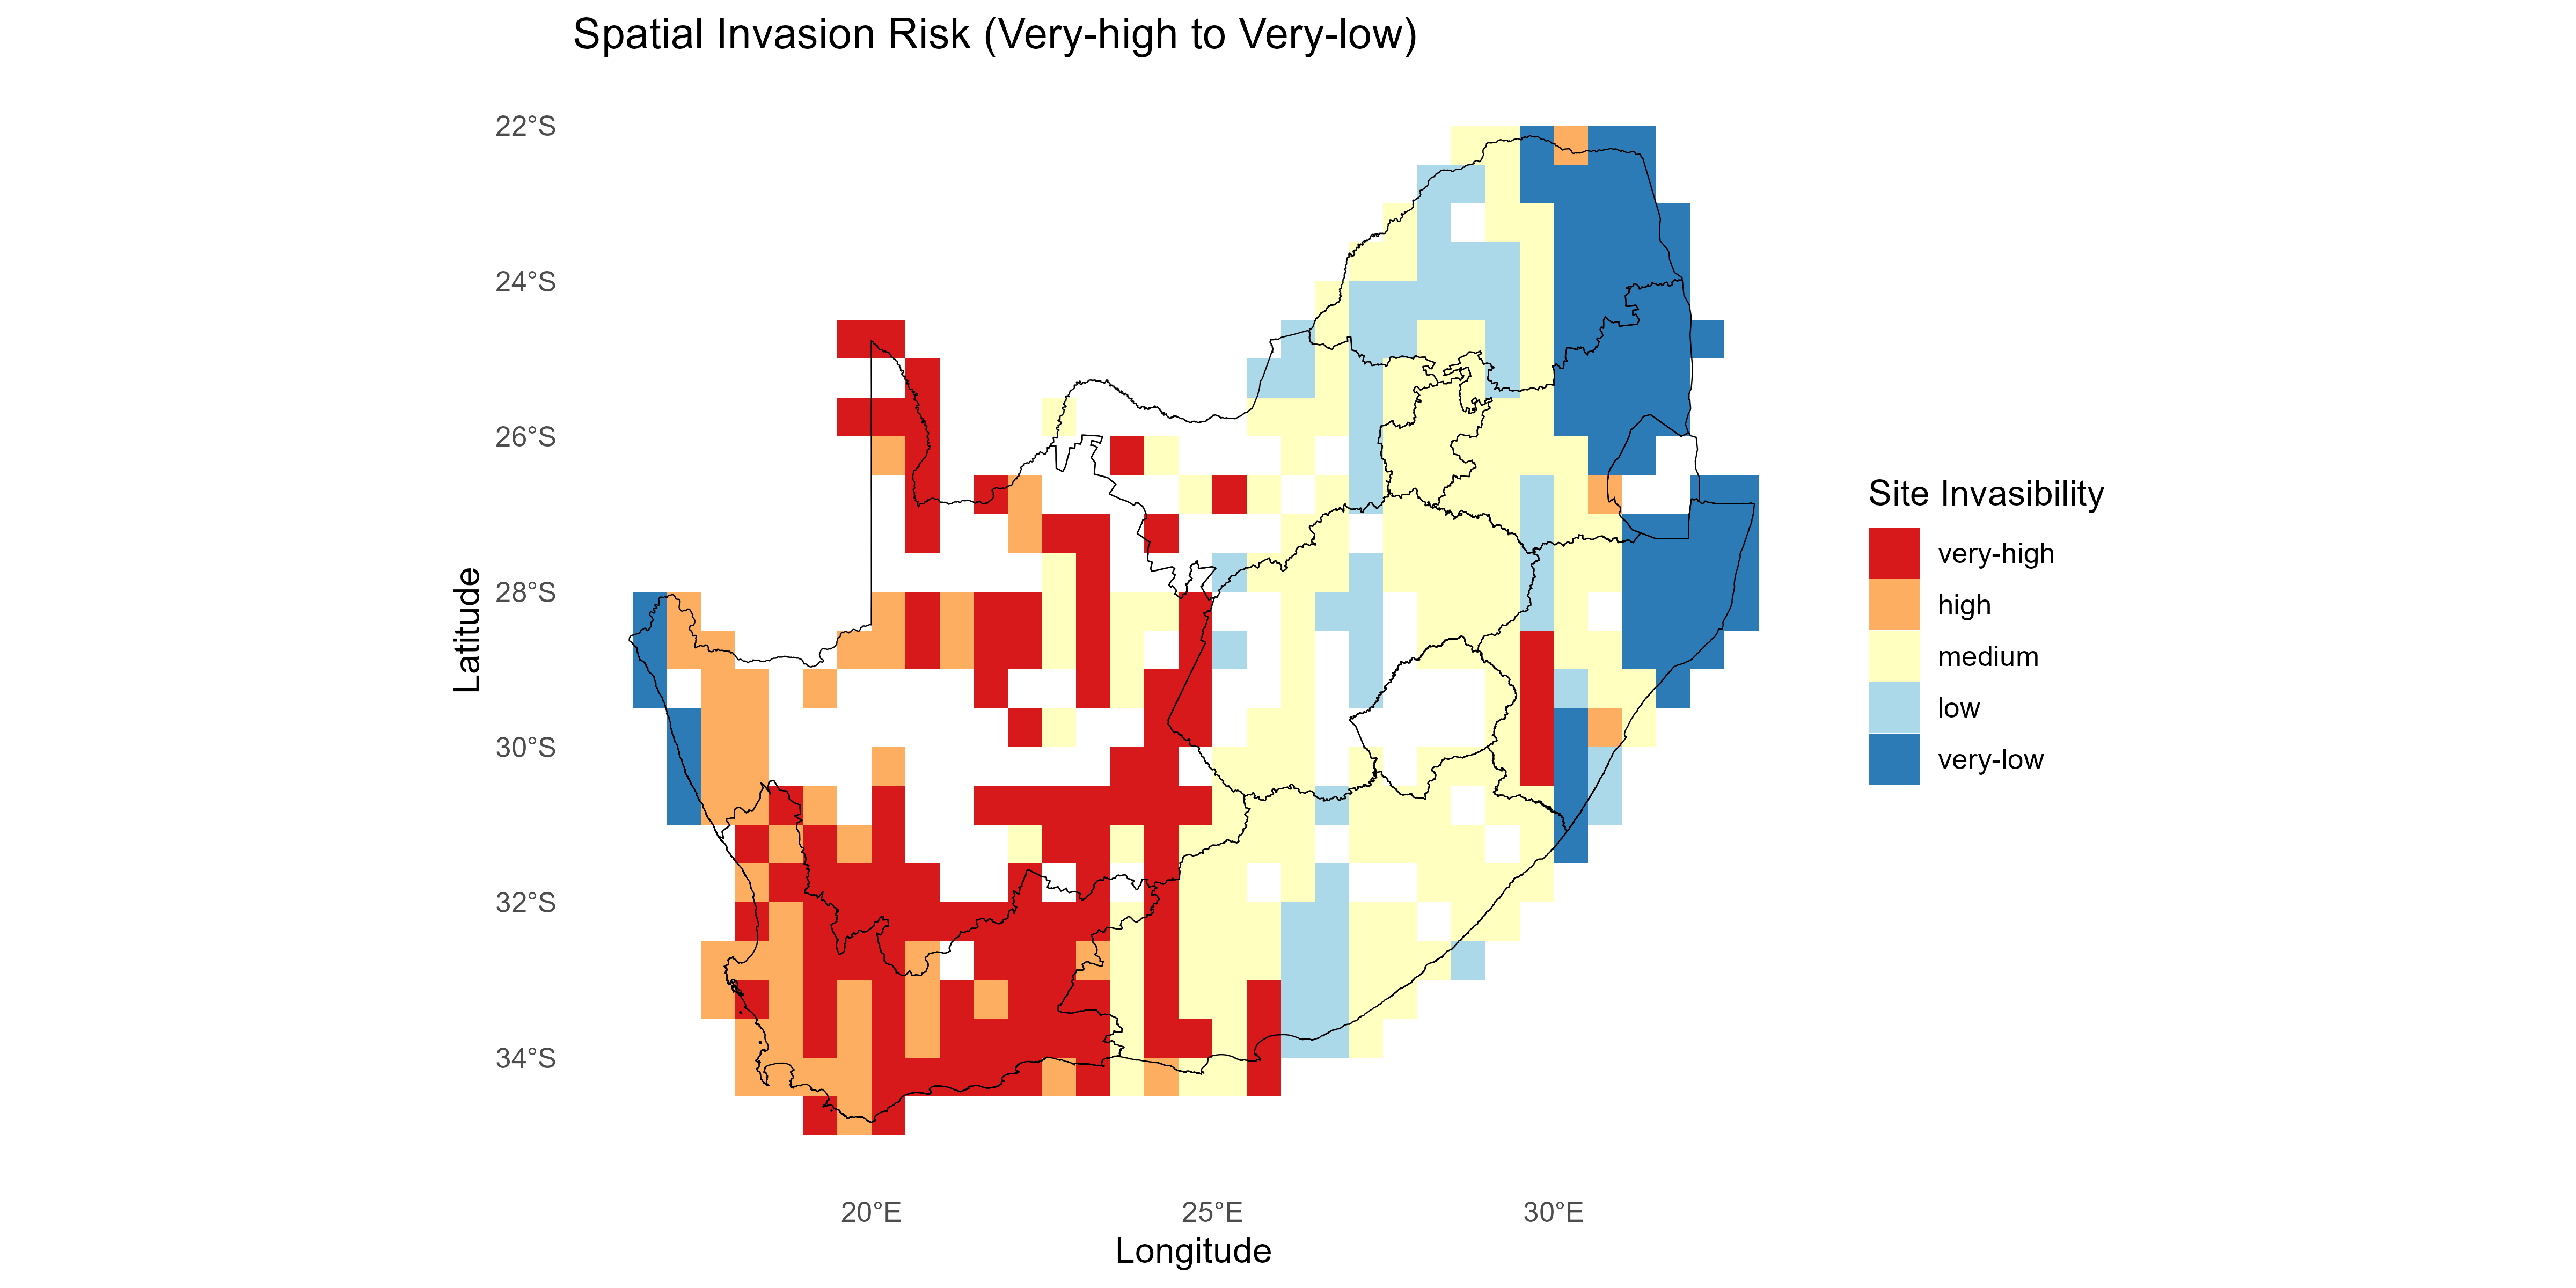 Spatial Invasion Risk (Very-high to Very-low)
22°S
24°S
26°S
28°S
30°S
32°S
34°S
Latitude
20°E
25°E
30°E
Longitude
Site Invasibility
very-high
high
medium
low
very-low